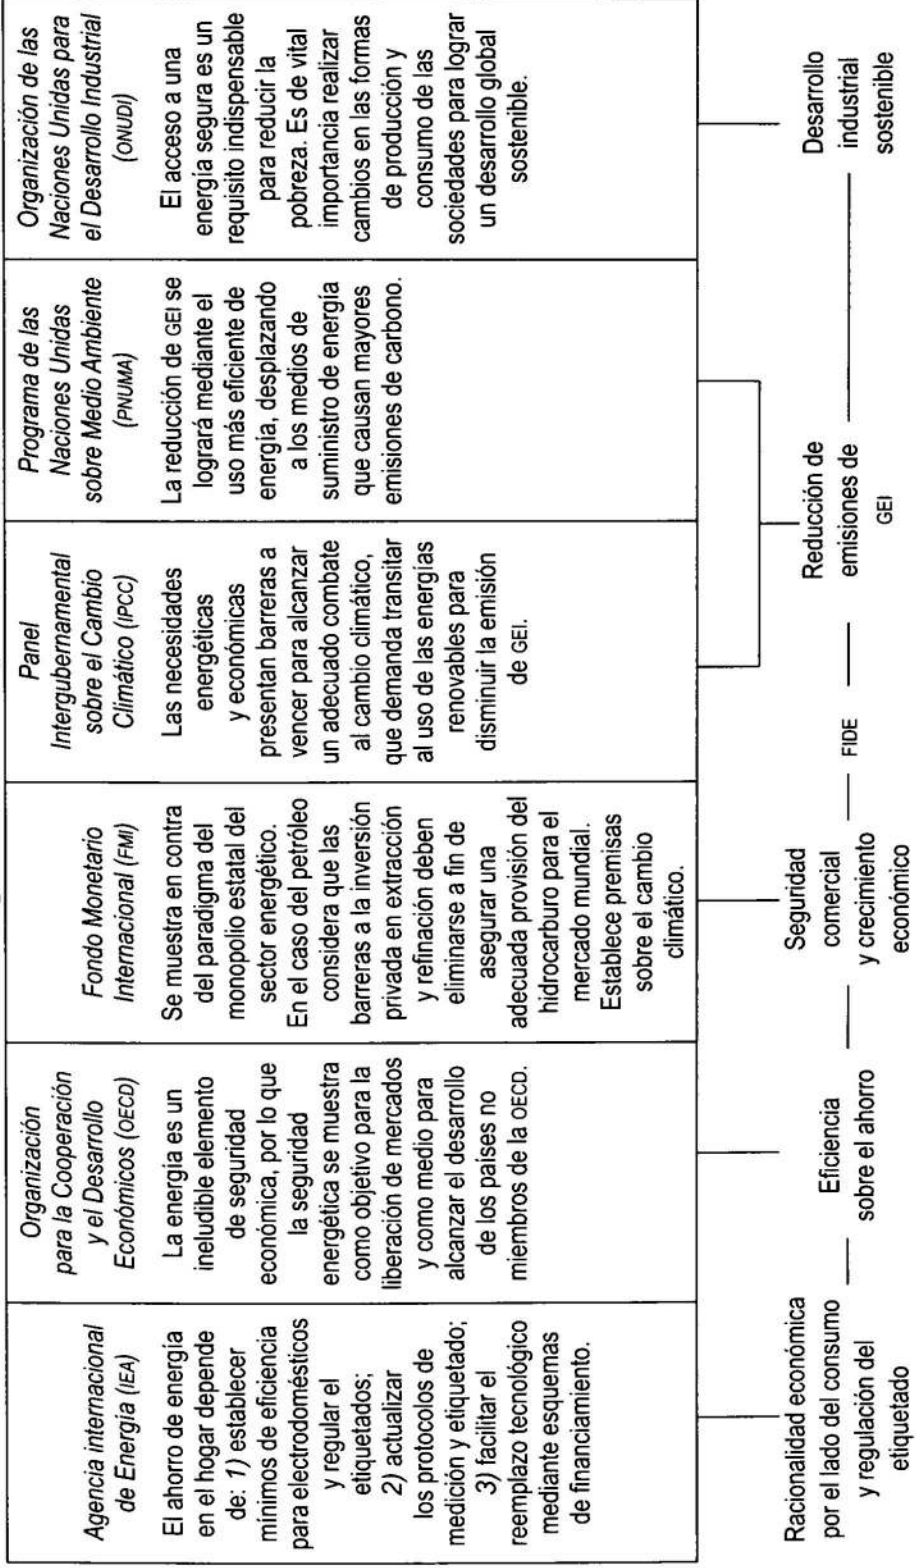 Agencia internacional
de Energía (IEA)
El ahorro de energía
en el hogar depende
de: 1) establecer
mínimos de eficiencia
para electrodomésticos
y regular el
etiquetados;
2) actualizar
los protocolos de
medición y etiquetado;
3) facilitar el
reemplazo tecnológico
mediante esquemas
de financiamiento.
Organización
para la Cooperación
y el Desarrollo
Económicos (OECD)
La energía es un
ineludible elemento
de seguridad
económica, por lo que
la seguridad
energética se muestra
como objetivo para la
liberación de mercados
y como medio para
alcanzar el desarrollo
de los países no
miembros de la OECD.
Fondo Monetario
Internacional (FMI)
Se muestra en contra
del paradigma del
monopolio estatal del
sector energético.
En el caso del petróleo
considera que las
barreras a la inversión
privada en extracción
y refinación deben
eliminarse a fin de
asegurar una
adecuada provisión del
hidrocarburo para el
mercado mundial.
Establece premisas
sobre el cambio
climático.
Panel
Intergubernamental
sobre el Cambio
Climático (IPCC)
Las necesidades
energéticas
y económicas
presentan barreras a
vencer para alcanzar
un adecuado combate
al cambio climático,
que demanda transitar
al uso de las energías
renovables para
disminuir la emisión
de GEI.
Programa de las
Naciones Unidas
sobre Medio Ambiente
(PNUMA)
La reducción de GEI se
logrará mediante el
uso más eficiente de
energía, desplazando
a los medios de
suministro de energía
que causan mayores
emisiones de carbono.
Organización de las
Naciones Unidas para
el Desarrollo Industrial
(ONUDI)
El acceso a una
energía segura es un
requisito indispensable
para reducir la
pobreza. Es de vital
importancia realizar
cambios en las formas
de producción y
consumo de las
sociedades para lograr
un desarrollo global
sostenible.
Racionalidad económica
por el lado del consumo
y regulación del
etiquetado
Eficiencia
sobre el ahorro
Seguridad
comercial
y crecimiento
económico
FIDE
Reducción de
emisiones de
GEI
Desarrollo
industrial
sostenible